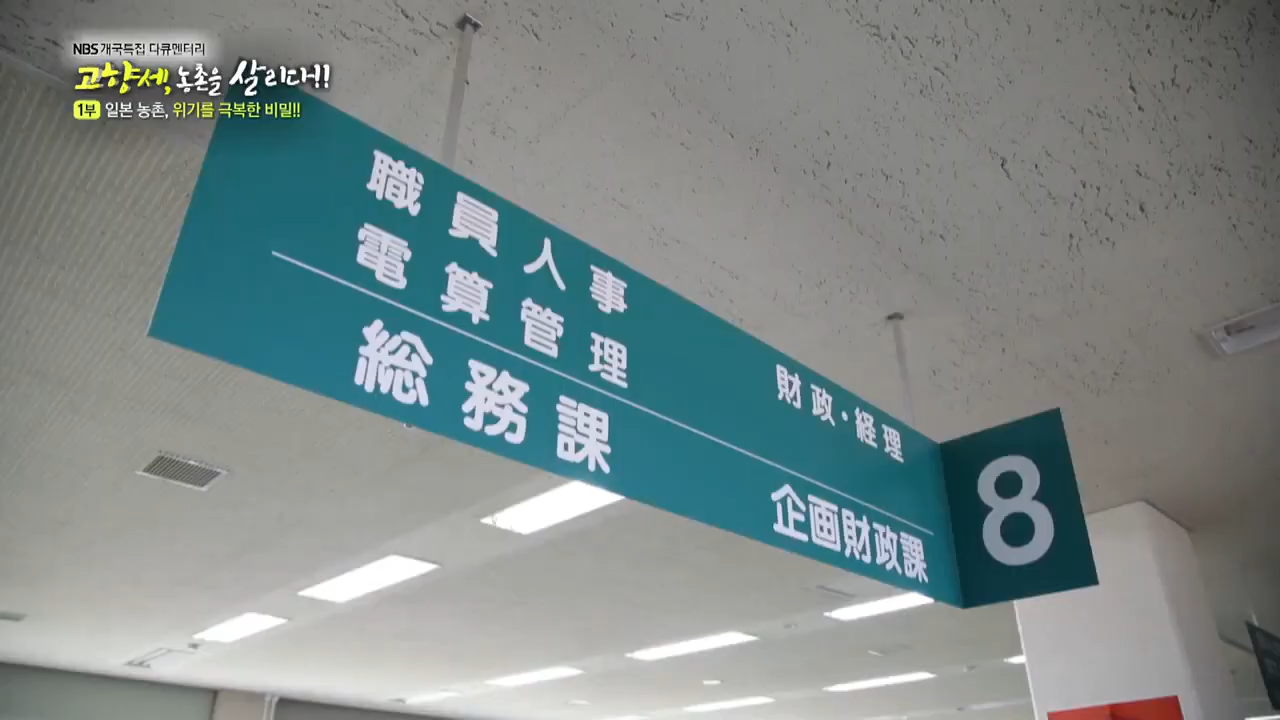 NBS 개국특집 다큐멘터리
고향세, 농촌을 살리다!!
1부 일본 농촌, 위기를 극복한 비밀!!
職員人事
電算管理
総務課
財政・経理
企画財政課
8